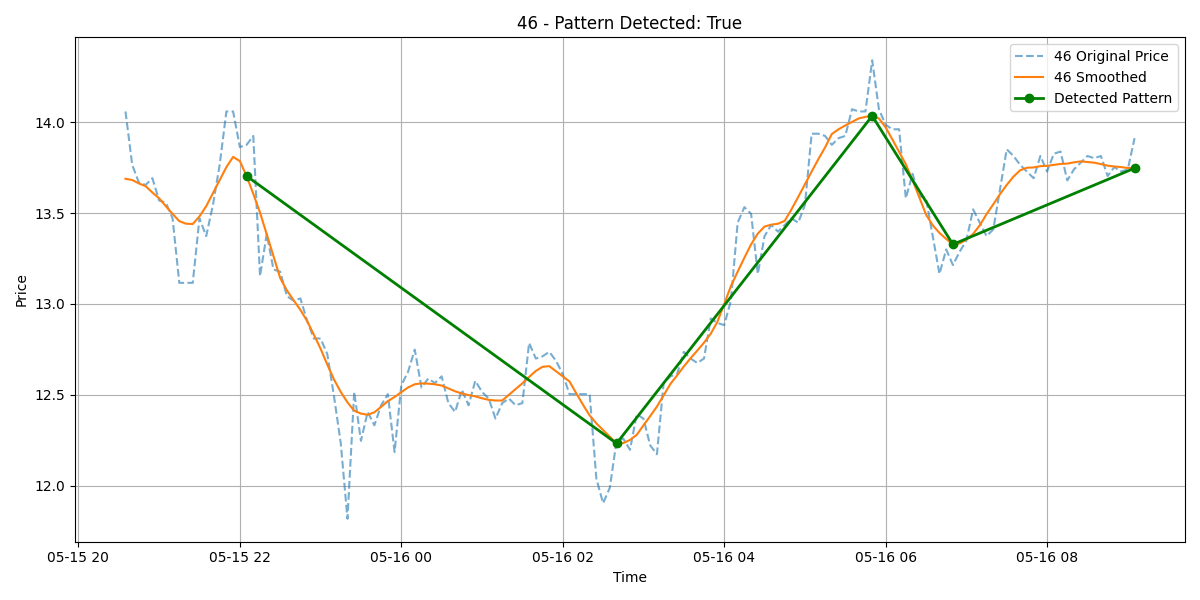 46 - Pattern Detected: True
46 Original Price
46 Smoothed
Detected Pattern
Price
14.0
13.5
13.0
12.5
12.0
05-15 20 05-15 22 05-16 00 05-16 02 05-16 04 05-16 06 05-16 08
Time